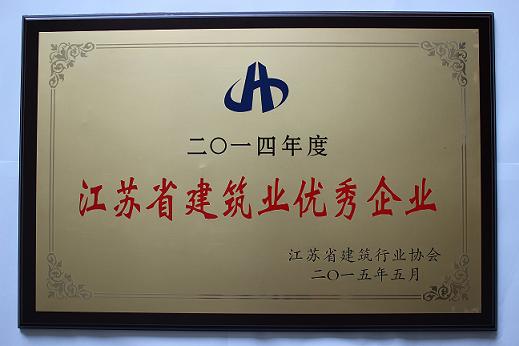 二〇一四年度
江苏省建筑业优秀企业
江苏省建筑行业协会
二〇一五年五月